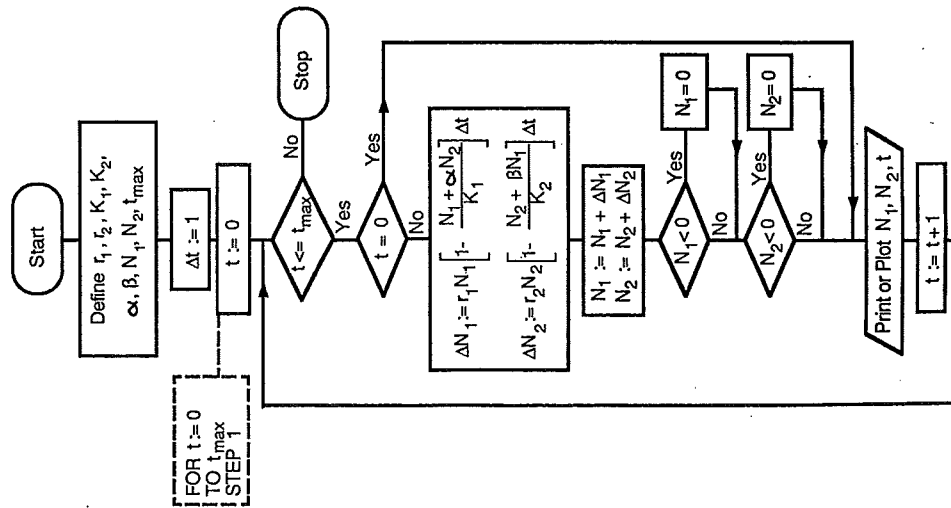 Start
Define r₁, r₂, K₁, K₂,
α, β, N₁, N₂, t_max
Δt := 1
t := 0
FOR t := 0
TO t_max
STEP 1
t <= t_max
No
Stop
Yes
t = 0
Yes
No
ΔN₁ := r₁N₁ [1- (N₁ + αN₂)/K₁] Δt
ΔN₂ := r₂N₂ [1- (N₂ + βN₁)/K₂] Δt
N₁ := N₁ + ΔN₁
N₂ := N₂ + ΔN₂
N₁<0
Yes
N₁=0
No
N₂<0
Yes
N₂=0
No
Print or Plot N₁, N₂, t
t := t+1